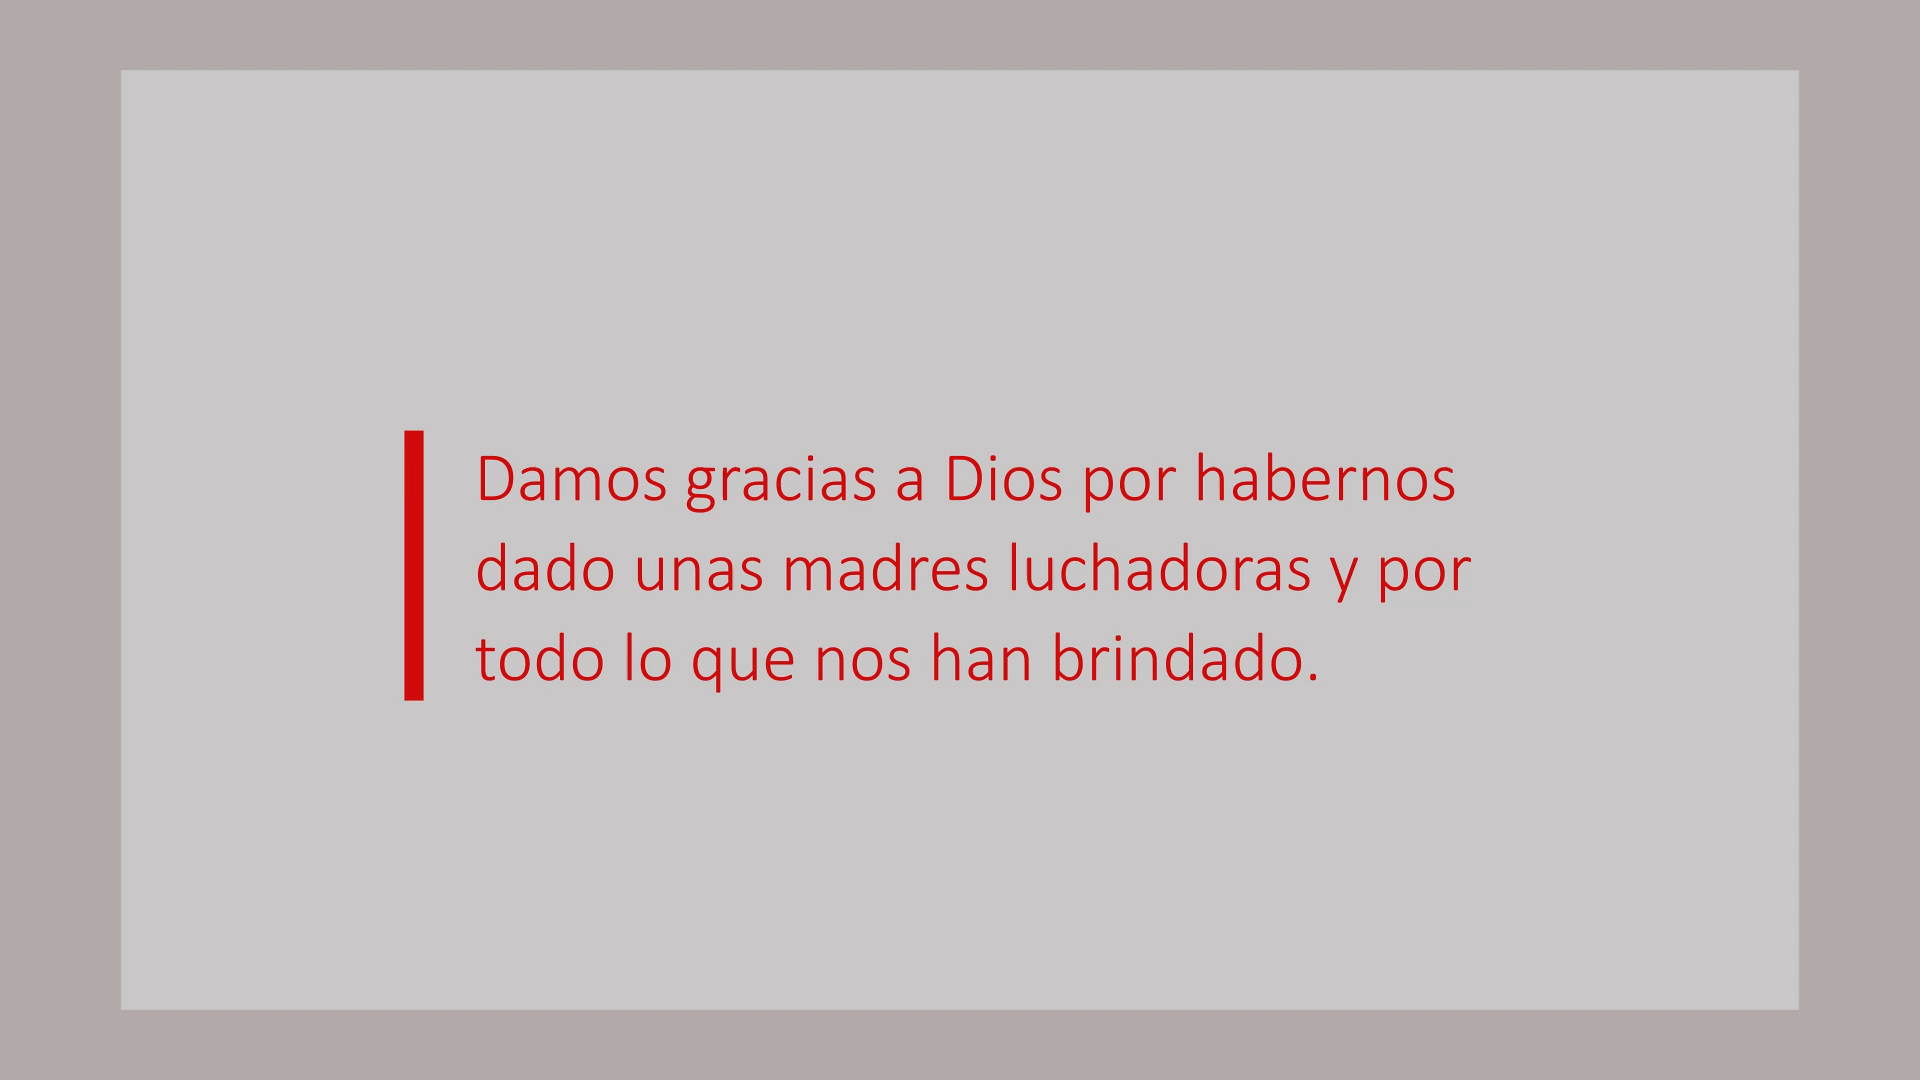 Damos gracias a Dios por habernos
dado unas madres luchadoras y por
todo lo que nos han brindado.